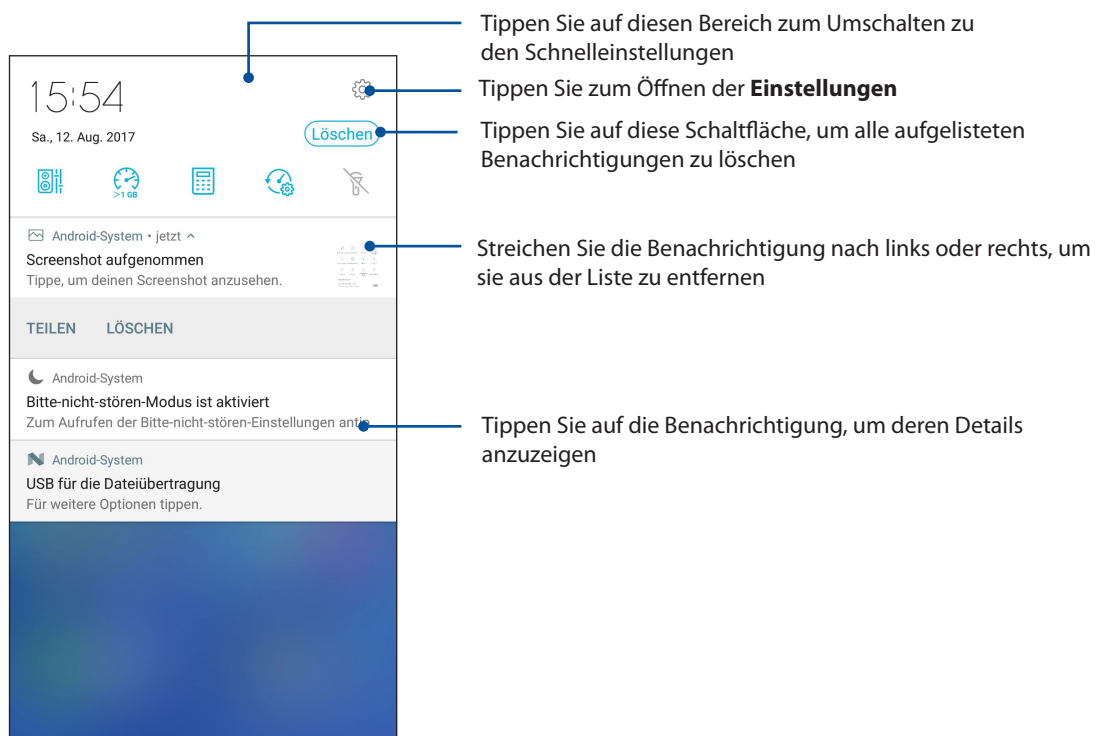 Tippen Sie auf diesen Bereich zum Umschalten zu
den Schnelleinstellungen
15:54
Tippen Sie zum Öffnen der Einstellungen
Sa., 12. Aug. 2017
Löschen
Tippen Sie auf diese Schaltfläche, um alle aufgelisteten
Benachrichtigungen zu löschen
>1 GB
Android-System • jetzt
Screenshot aufgenommen
Tippe, um deinen Screenshot anzusehen.
Streichen Sie die Benachrichtigung nach links oder rechts, um
sie aus der Liste zu entfernen
TEILEN LÖSCHEN
Android-System
Bitte-nicht-stören-Modus ist aktiviert
Zum Aufrufen der Bitte-nicht-stören-Einstellungen
Tippen Sie auf die Benachrichtigung, um deren Details
anzuzeigen
Android-System
USB für die Dateiübertragung
Für weitere Optionen tippen.